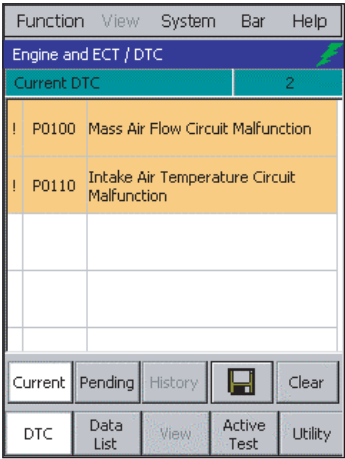 Function View System Bar Help
Engine and ECT / DTC
Current DTC 2
! P0100 Mass Air Flow Circuit Malfunction
! P0110 Intake Air Temperature Circuit
Malfunction
Current Pending History Clear
DTC Data List View Active Test Utility